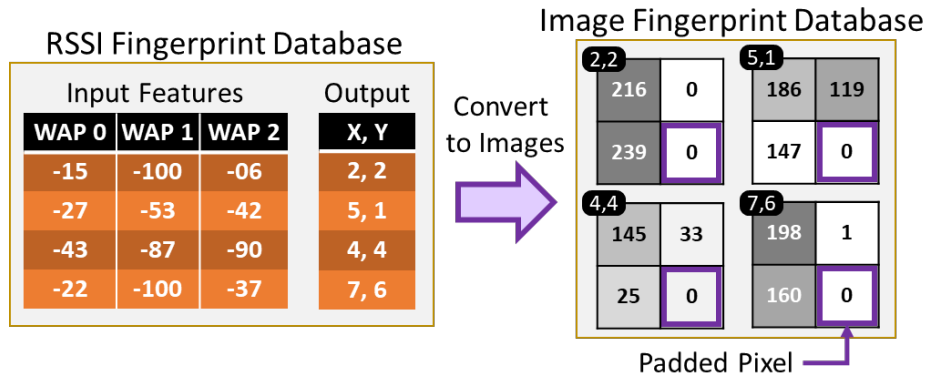 RSSI Fingerprint Database
Input Features Output
WAP 0 WAP 1 WAP 2 X, Y
-15 -100 -06 2, 2
-27 -53 -42 5, 1
-43 -87 -90 4, 4
-22 -100 -37 7, 6
Convert
to Images
Image Fingerprint Database
2,2
216 0
239 0
5,1
186 119
147 0
4,4
145 33
25 0
7,6
198 1
160 0
Padded Pixel